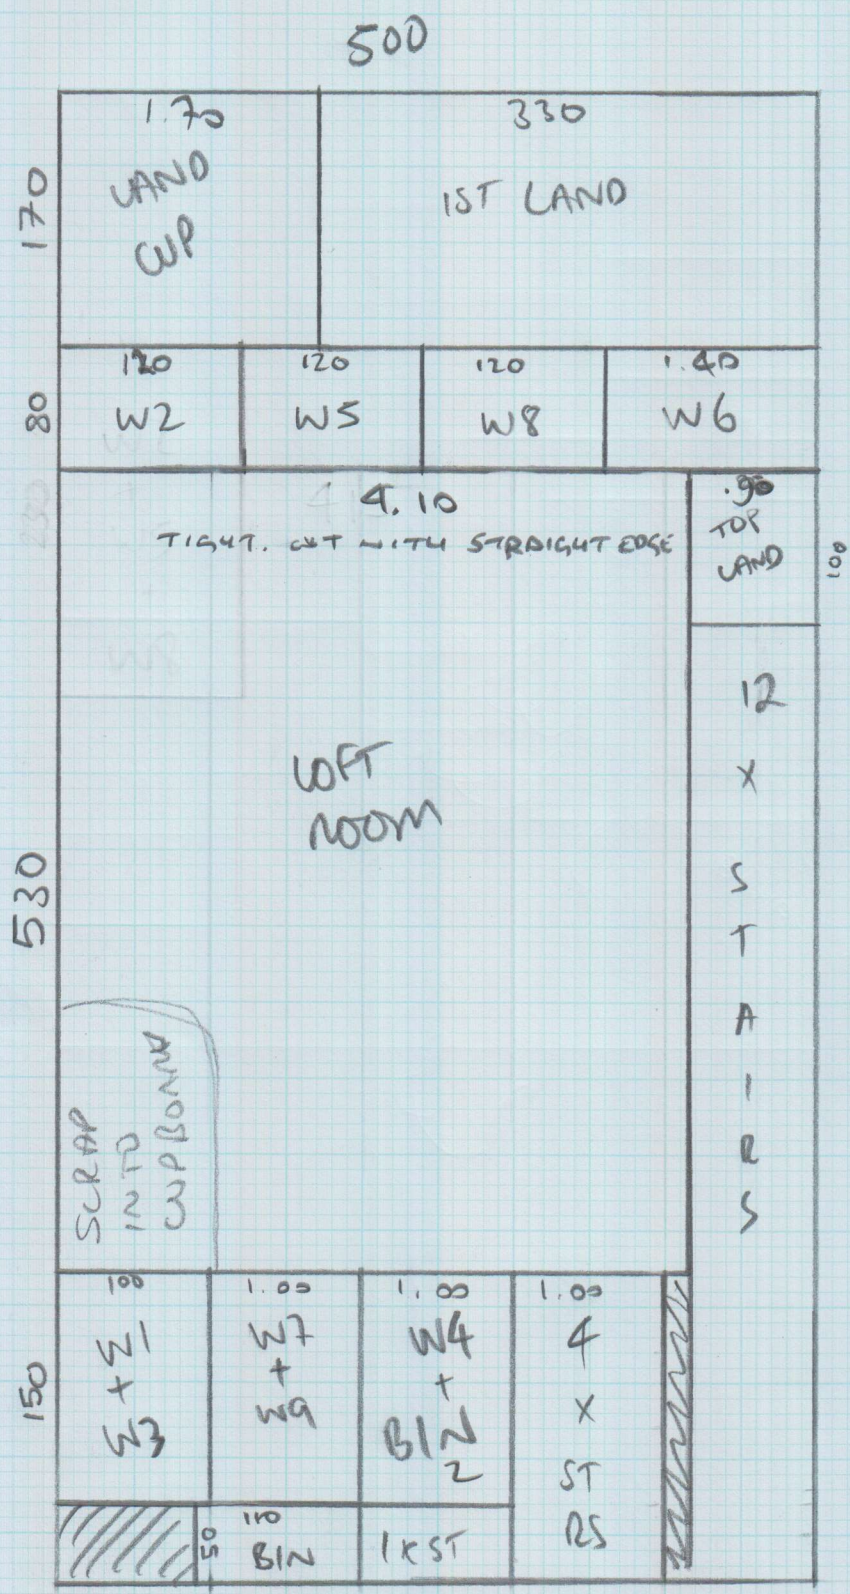 500
1.70
330
170
LAND
CUP
1ST LAND
120
120
120
1.40
80
W2
W5
W8
W6
4.10
.90
TIGHT. CUT WITH STRAIGHT EDGE
TOP
LAND
100
12
X
S
T
A
I
R
S
LOFT
ROOM
530
SCRAP
INTO
CUPBOARD
100
1.00
1.00
1.00
150
W1
+
W3
W7
+
W9
W4
+
BIN
2
4
X
ST
RS
50
110
BIN
1 X ST